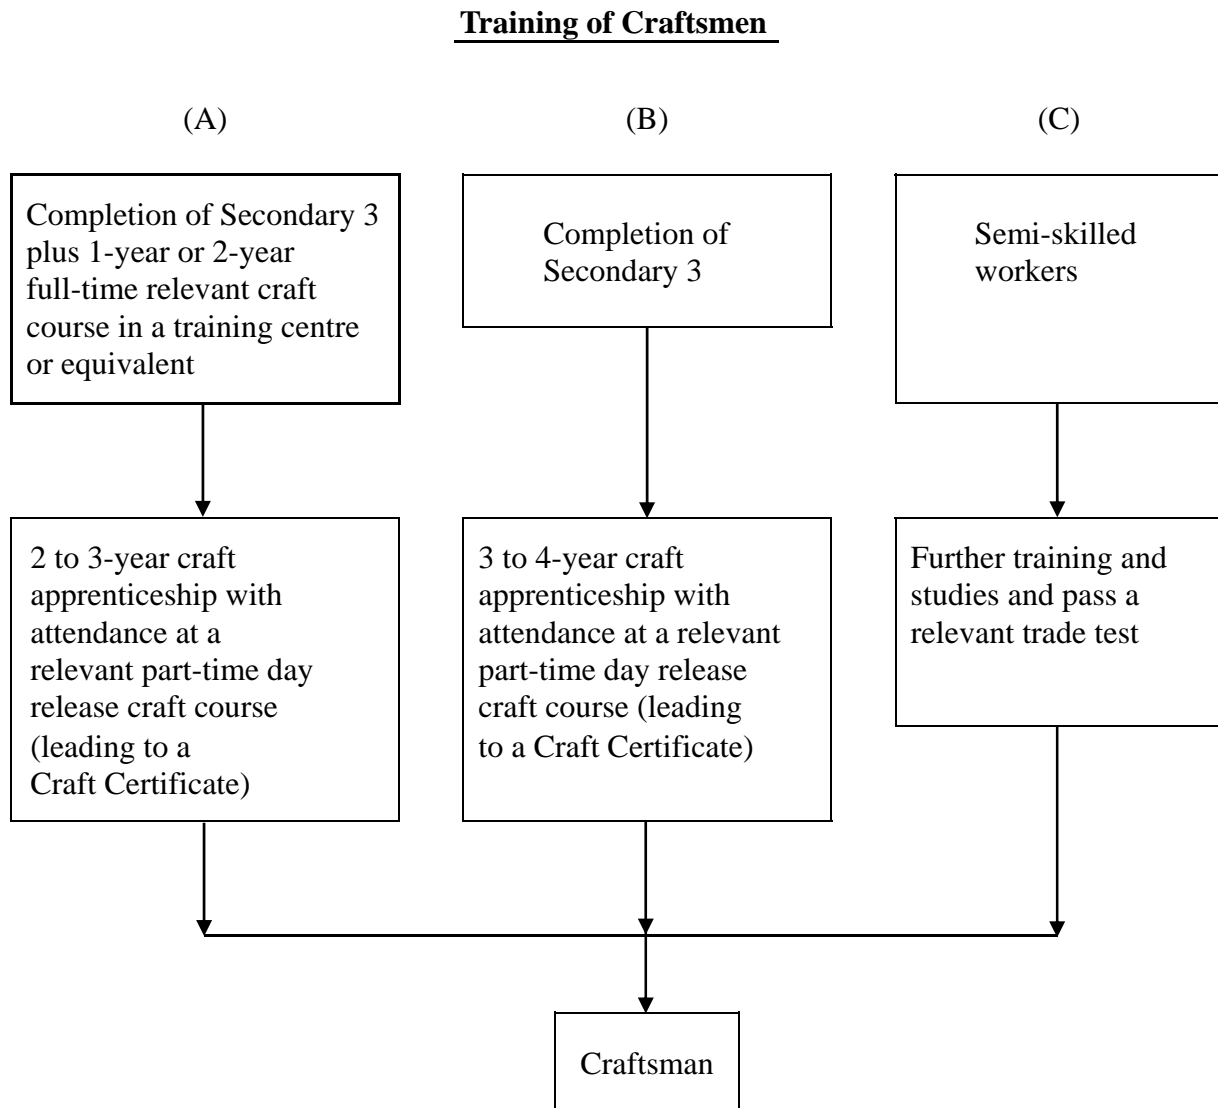 Training of Craftsmen
(A)
(B)
(C)
Completion of Secondary 3
plus 1-year or 2-year
full-time relevant craft
course in a training centre
or equivalent
Completion of
Secondary 3
Semi-skilled
workers
2 to 3-year craft
apprenticeship with
attendance at a
relevant part-time day
release craft course
(leading to a
Craft Certificate)
3 to 4-year craft
apprenticeship with
attendance at a relevant
part-time day release
craft course (leading
to a Craft Certificate)
Further training and
studies and pass a
relevant trade test
Craftsman